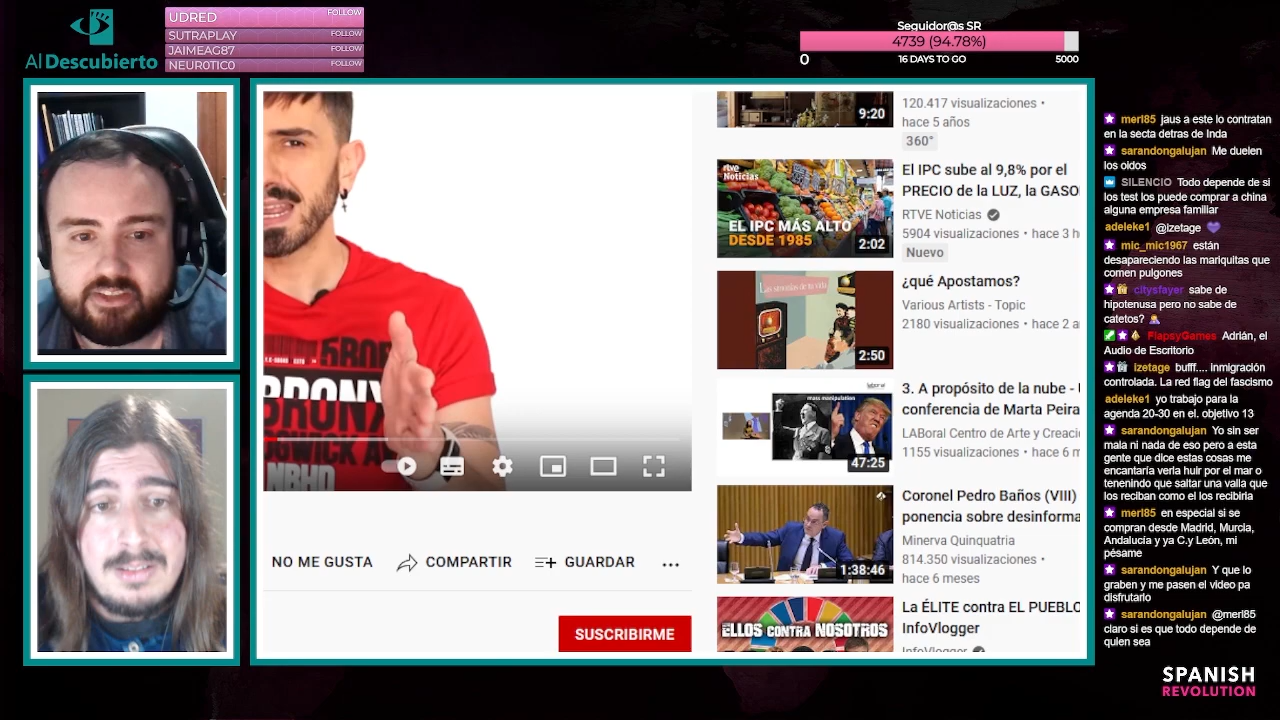 Al Descubierto
UDRED FOLLOW
SUTRAPLAY FOLLOW
JAIMEAG87 FOLLOW
NEUR0TIC0 FOLLOW
Seguidor@s SR
4739 (94.78%)
0 16 DAYS TO GO 5000
BRONX
NBHD
NO ME GUSTA COMPARTIR GUARDAR ...
SUSCRIBIRME
9:20
120.417 visualizaciones •
hace 5 años
360°
rtve
Noticias
EL IPC MÁS ALTO
DESDE 1985
2:02
El IPC sube al 9,8% por el
PRECIO de la LUZ, la GASO
RTVE Noticias
5904 visualizaciones • hace 3 h
Nuevo
2:50
¿qué Apostamos?
Various Artists - Topic
2180 visualizaciones • hace 2 a
mass manipulation
47:25
3. A propósito de la nube -
conferencia de Marta Peira
LABoral Centro de Arte y Creaci
1155 visualizaciones • hace 6 m
1:38:46
Coronel Pedro Baños (VIII)
ponencia sobre desinforma
Minerva Quinquatria
814.350 visualizaciones •
hace 6 meses
ELLOS CONTRA NOSOTROS
La ÉLITE contra EL PUEBLO
InfoVlogger
InfoVlogger
merl85 jaus a este lo contratan
en la secta detras de Inda
sarandongalujan Me duelen
los oidos
SILENCIO Todo depende de si
los test los puede comprar a china
alguna empresa familiar
adeleke1 @izetage
mic_mic1967 están
desapareciendo las mariquitas que
comen pulgones
citysfayer sabe de
hipotenusa pero no sabe de
catetos?
FlapsyGames Adrián, el
Audio de Escritorio
izetage bufff.... Inmigración
controlada. La red flag del fascismo
adeleke1 yo trabajo para la
agenda 20-30 en el. objetivo 13
sarandongalujan Yo sin ser
mala ni nada de eso pero a esta
gente que dice estas cosas me
encantaría verla huir por el mar o
tenenindo que saltar una valla que
los reciban como el los recibiria
merl85 en especial si se
compran desde Madrid, Murcia,
Andalucía y ya C.y León, mi
pésame
sarandongalujan Y que lo
graben y me pasen el video pa
disfrutarlo
sarandongalujan @merl85
claro si es que todo depende de
quien sea
SPANISH
REVOLUTION